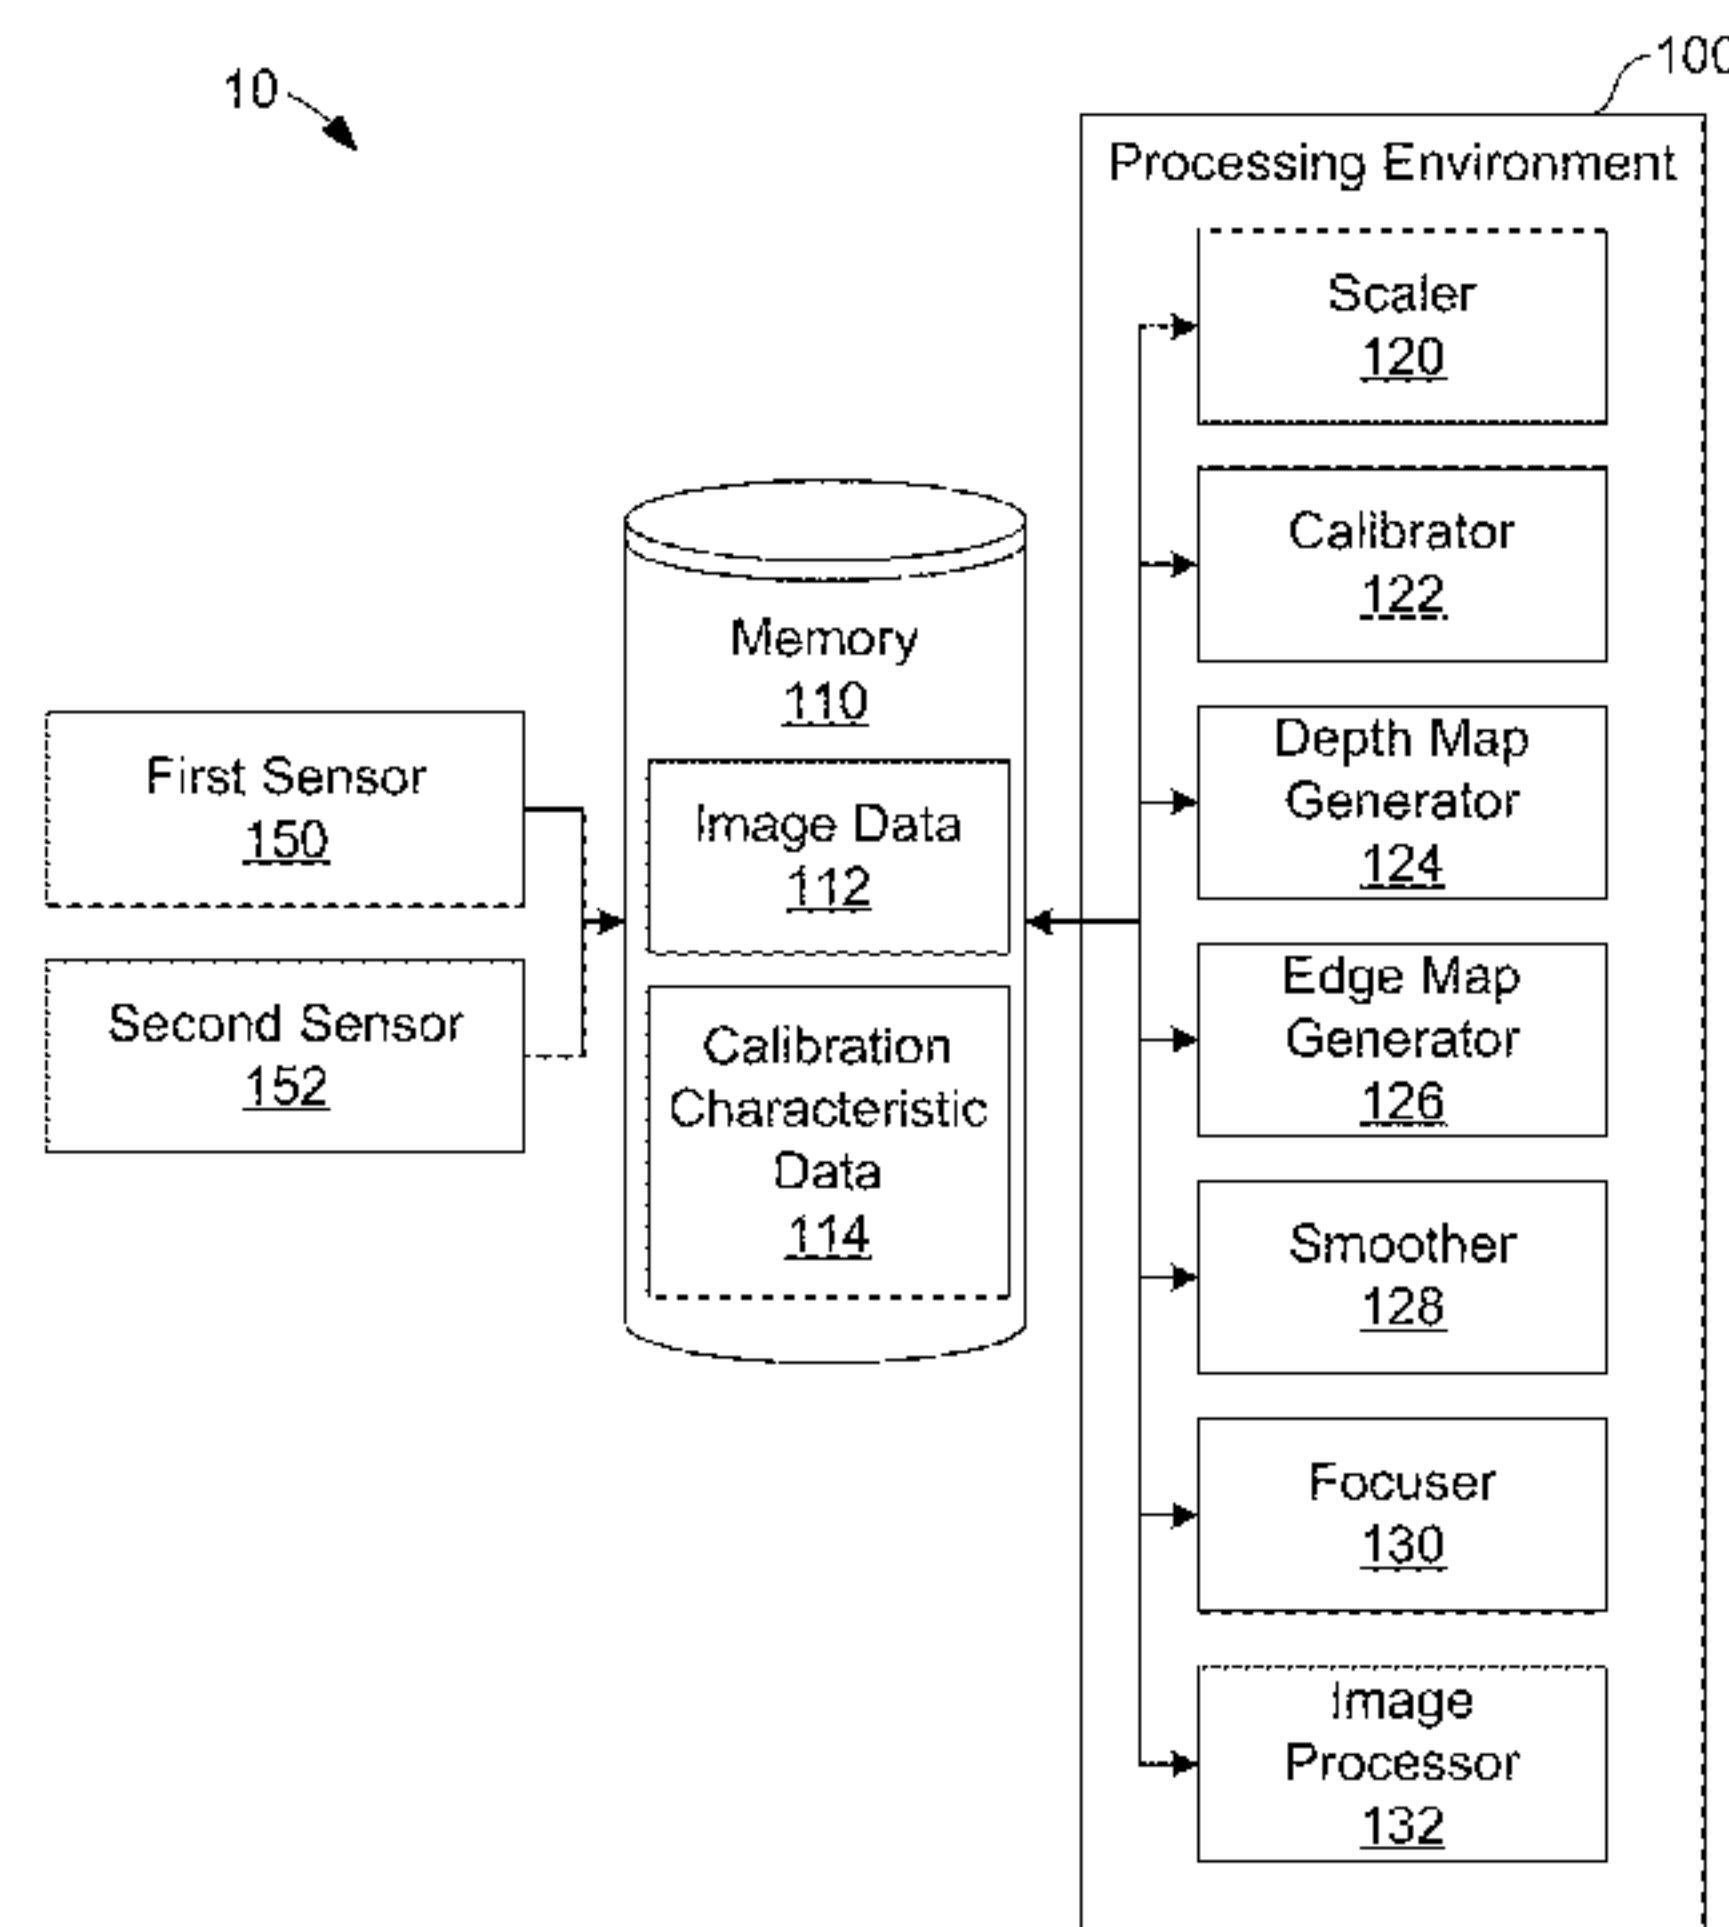 10
100
Processing Environment
Scaler
120
Calibrator
122
Memory
110
Depth Map
Generator
124
First Sensor
150
Image Data
112
Edge Map
Generator
126
Second Sensor
152
Calibration
Characteristic
Data
114
Smoother
128
Focuser
130
Image
Processor
132